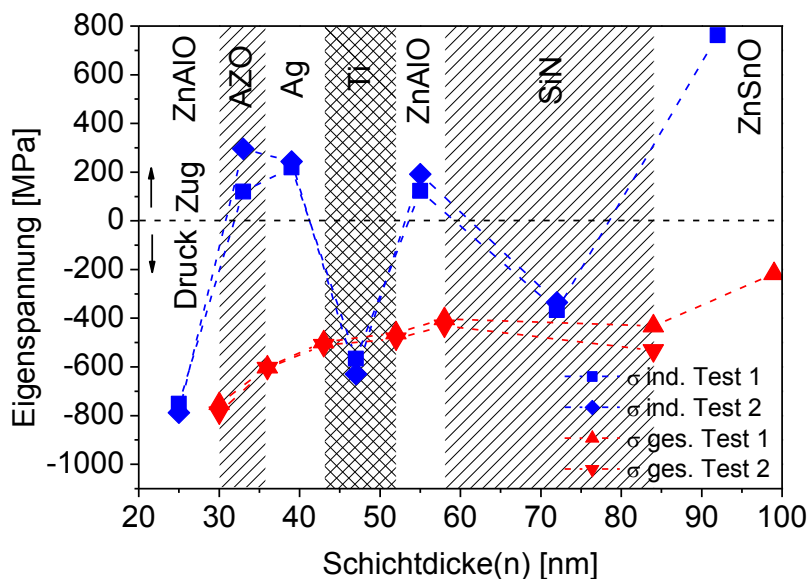 800
600
400
200
0
-200
-400
-600
-800
-1000
Eigenspannung [MPa]
Druck
Zug
ZnAlO
AZO
Ag
Ti
ZnAlO
SiN
ZnSnO
σ ind. Test 1
σ ind. Test 2
σ ges. Test 1
σ ges. Test 2
20 30 40 50 60 70 80 90 100
Schichtdicke(n) [nm]